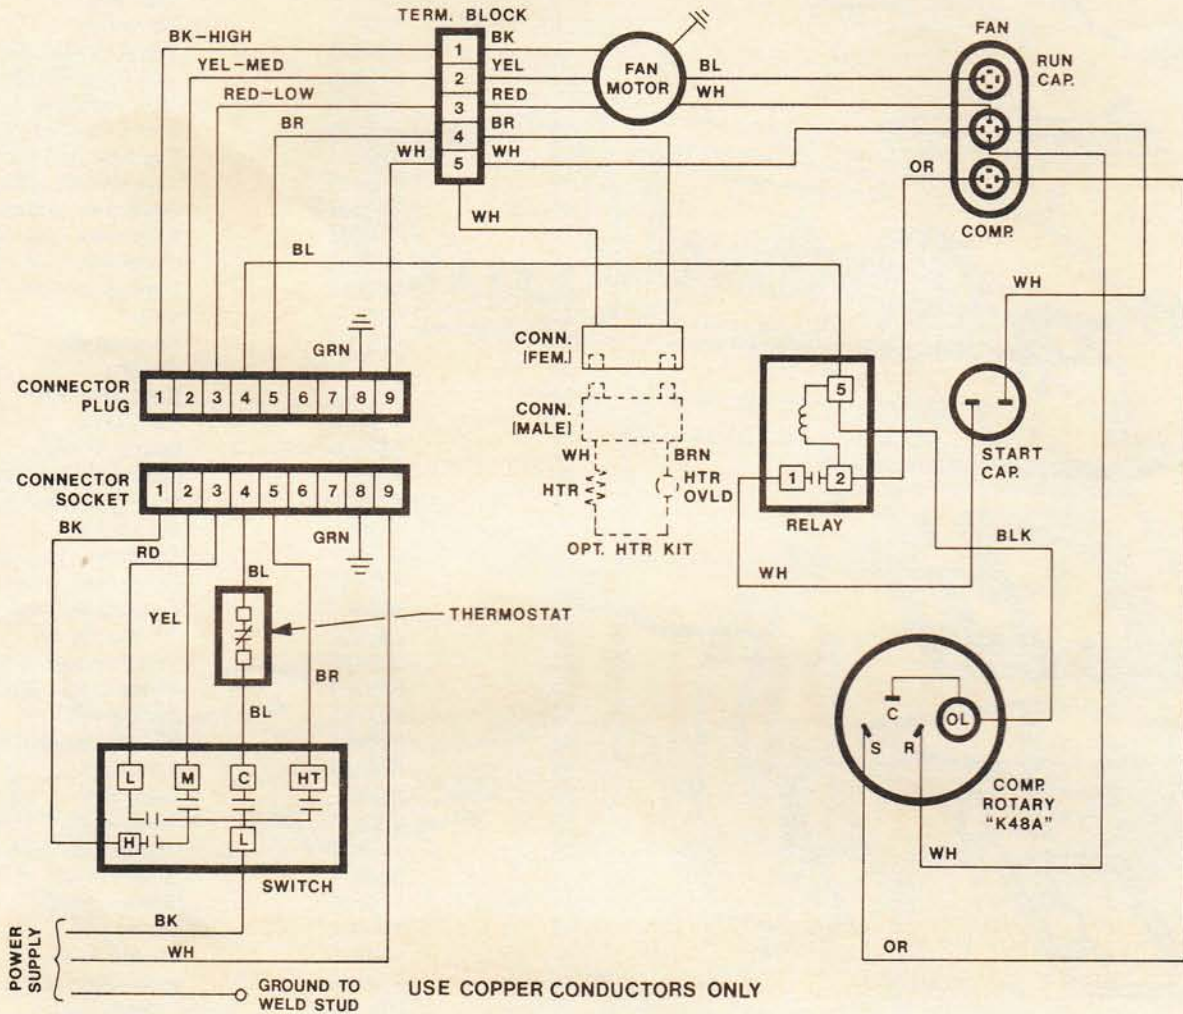 TERM. BLOCK
BK-HIGH
1
BK
YEL-MED
2
YEL
RED-LOW
3
RED
BR
4
BR
WH
5
WH
FAN
MOTOR
BL
WH
FAN
RUN
CAP.
OR
COMP.
WH
BL
WH
GRN
CONN.
(FEM.)
CONNECTOR
PLUG
1 2 3 4 5 6 7 8 9
CONN.
(MALE)
WH
BRN
HTR
HTR
OVLD
OPT. HTR KIT
5
1
2
RELAY
START
CAP.
BLK
WH
CONNECTOR
SOCKET
1 2 3 4 5 6 7 8 9
BK
GRN
RD
BL
THERMOSTAT
YEL
BR
BL
L M C HT
H
L
SWITCH
C
OL
S R
COMP.
ROTARY
"K48A"
WH
OR
POWER
SUPPLY
BK
WH
GROUND TO
WELD STUD
USE COPPER CONDUCTORS ONLY